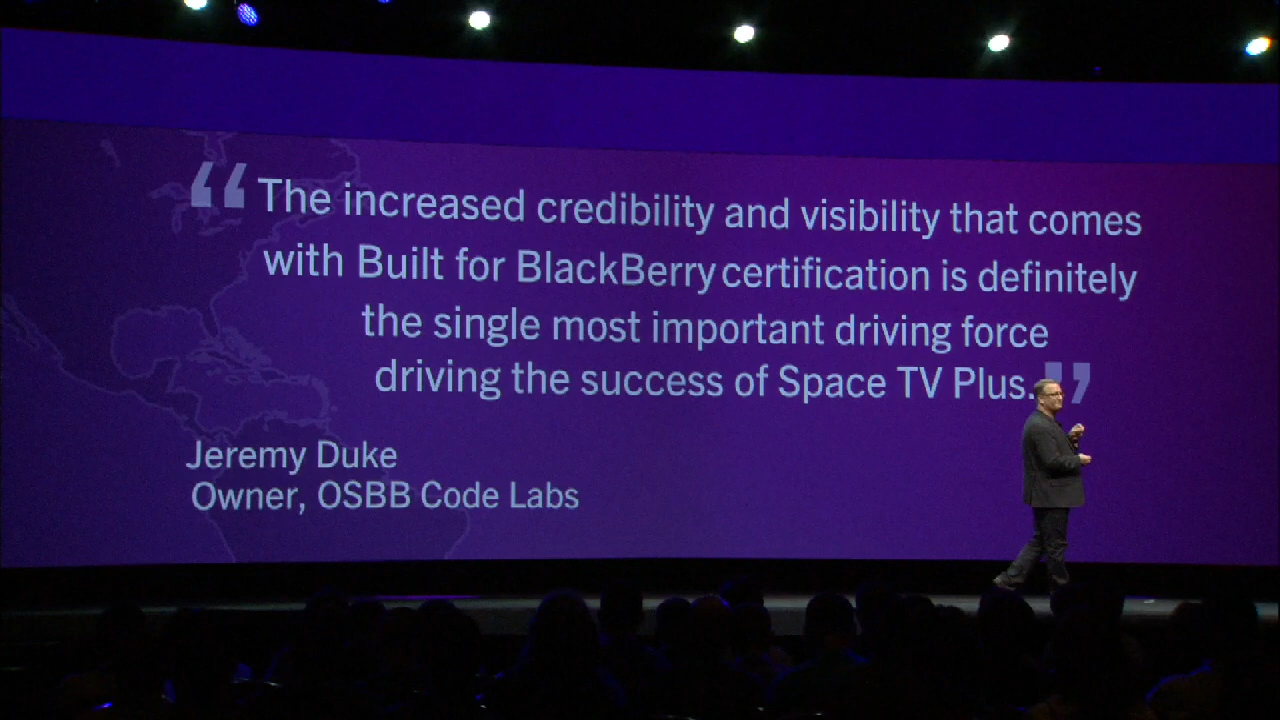 “The increased credibility and visibility that comes
with Built for BlackBerry certification is definitely
the single most important driving force
driving the success of Space TV Plus.”
Jeremy Duke
Owner, OSBB Code Labs